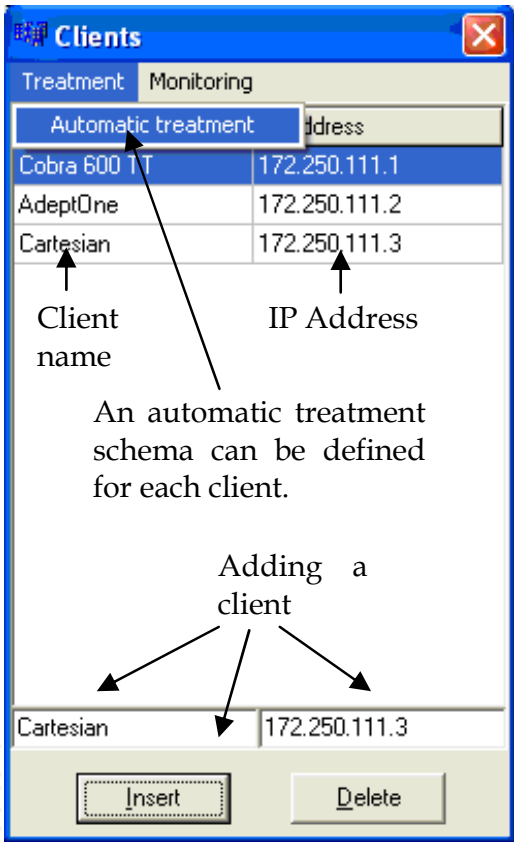 Clients
Treatment Monitoring
Automatic treatment ddress
Cobra 600 TT 172.250.111.1
AdeptOne 172.250.111.2
Cartesian 172.250.111.3
Client name
IP Address
An automatic treatment
schema can be defined
for each client.
Adding a
client
Cartesian 172.250.111.3
Insert Delete